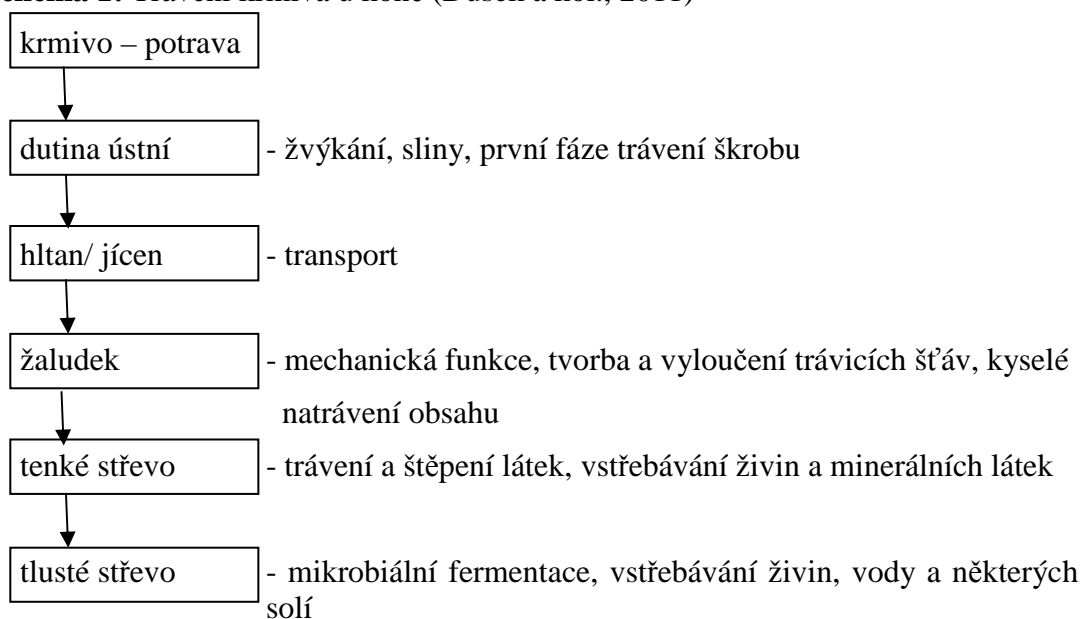 krmivo – potrava
dutina ústní - žvýkání, sliny, první fáze trávení škrobu
hltan/ jícen - transport
žaludek - mechanická funkce, tvorba a vyloučení trávicích šťáv, kyselé
natrávení obsahu
tenké střevo - trávení a štěpení látek, vstřebávání živin a minerálních látek
tlusté střevo - mikrobiální fermentace, vstřebávání živin, vody a některých
solí